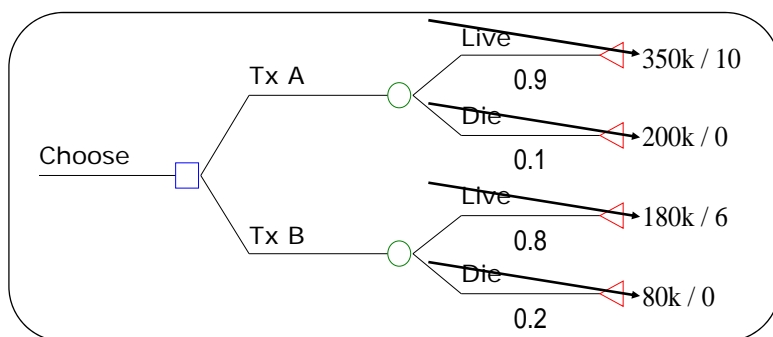 Live
350k / 10
0.9
Tx A
Die
200k / 0
0.1
Choose
Live
180k / 6
0.8
Tx B
Die
80k / 0
0.2